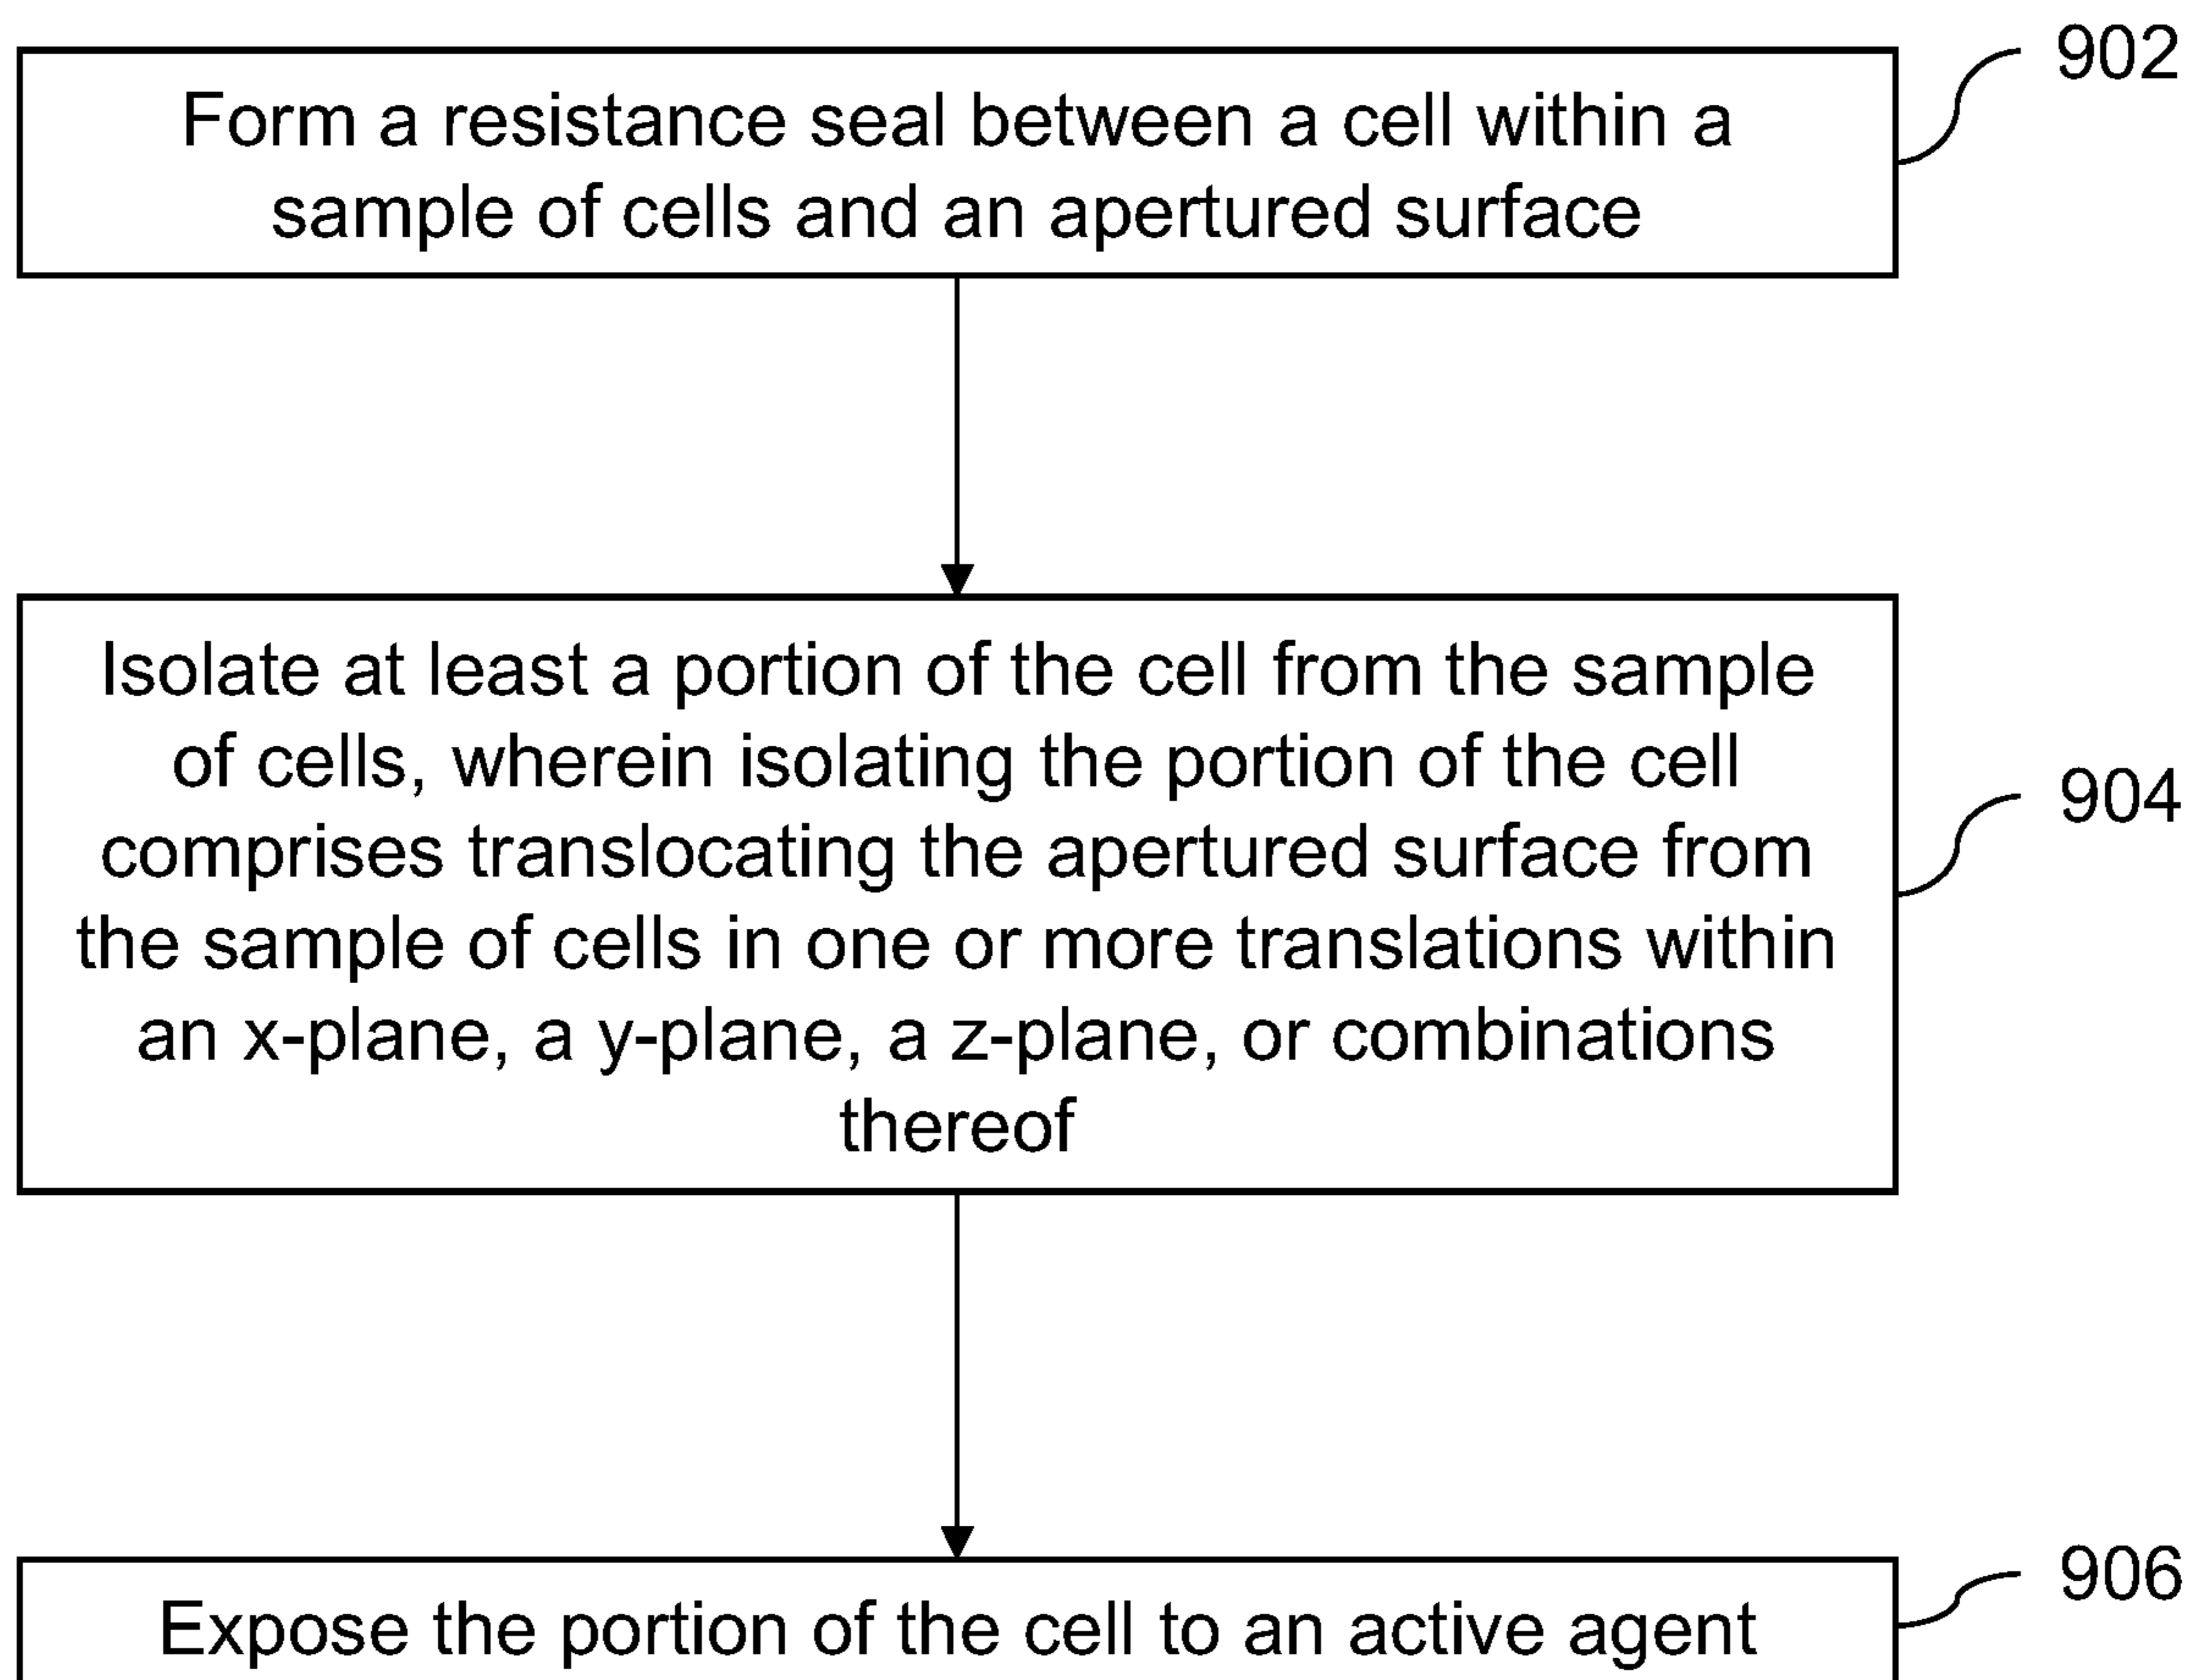 902
Form a resistance seal between a cell within a
sample of cells and an apertured surface
Isolate at least a portion of the cell from the sample
of cells, wherein isolating the portion of the cell
comprises translocating the apertured surface from
the sample of cells in one or more translations within
an x-plane, a y-plane, a z-plane, or combinations
thereof
904
906
Expose the portion of the cell to an active agent